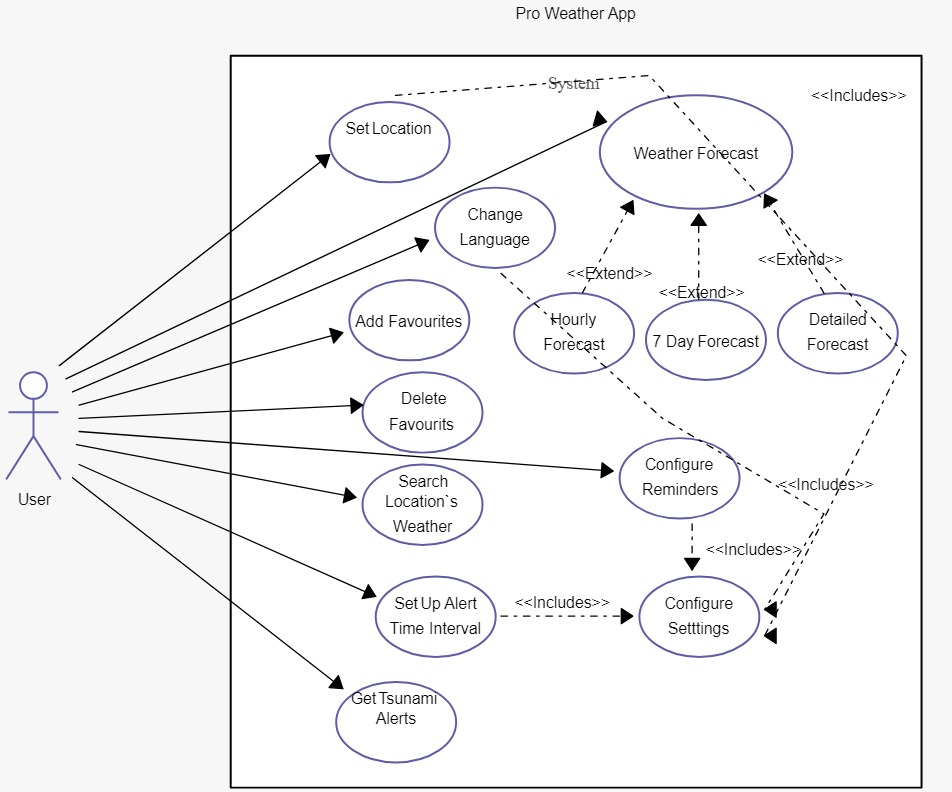 Pro Weather App
System
<<Includes>>
Set Location
Weather Forecast
Change
Language
<<Extend>>
<<Extend>>
<<Extend>>
Add Favourites
Hourly
Forecast
7 Day Forecast
Detailed
Forecast
Delete
Favourits
Configure
Reminders
<<Includes>>
Search
Location`s
Weather
User
<<Includes>>
Set Up Alert
Time Interval
<<Includes>>
Configure
Setttings
Get Tsunami
Alerts